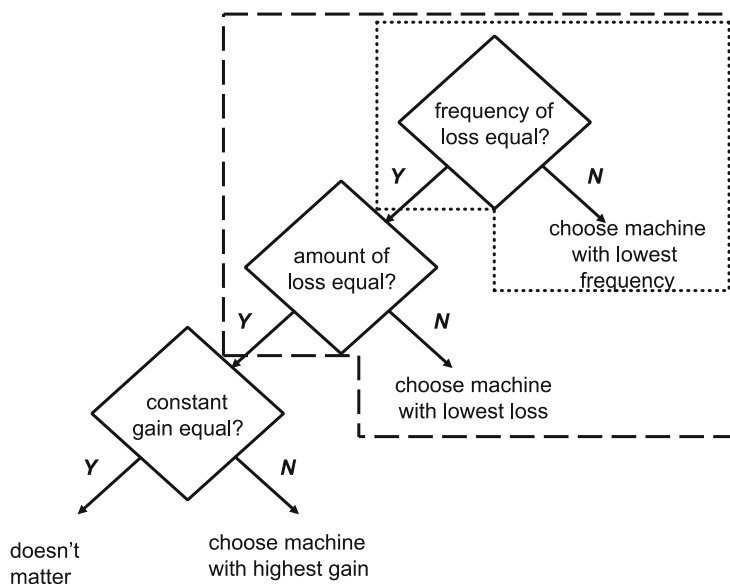 frequency of
loss equal?
Y
N
choose machine
with lowest
frequency
amount of
loss equal?
Y
N
choose machine
with lowest loss
constant
gain equal?
Y
N
doesn't
matter
choose machine
with highest gain